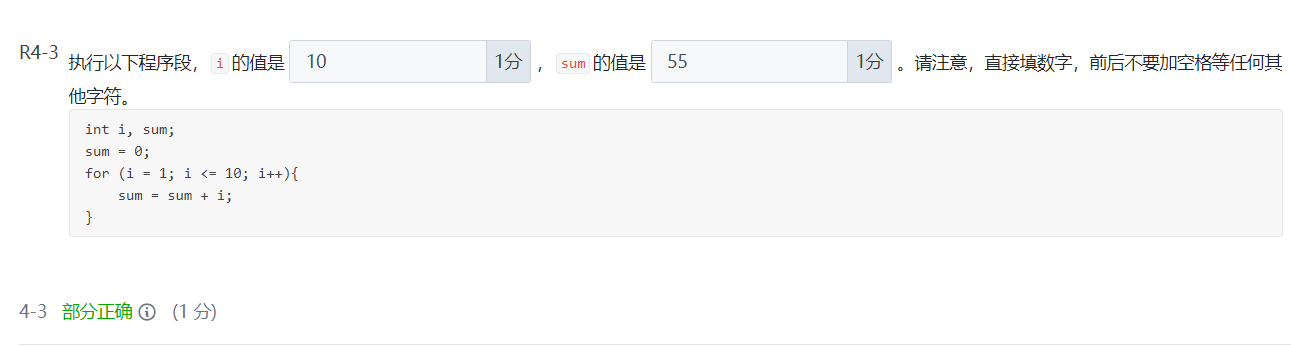 R4-3 执行以下程序段， i 的值是 10 1分 ， sum 的值是 55 1分 。请注意，直接填数字，前后不要加空格等任何其
他字符。
int i, sum;
sum = 0;
for (i = 1; i <= 10; i++){
    sum = sum + i;
}
4-3 部分正确 (1 分)